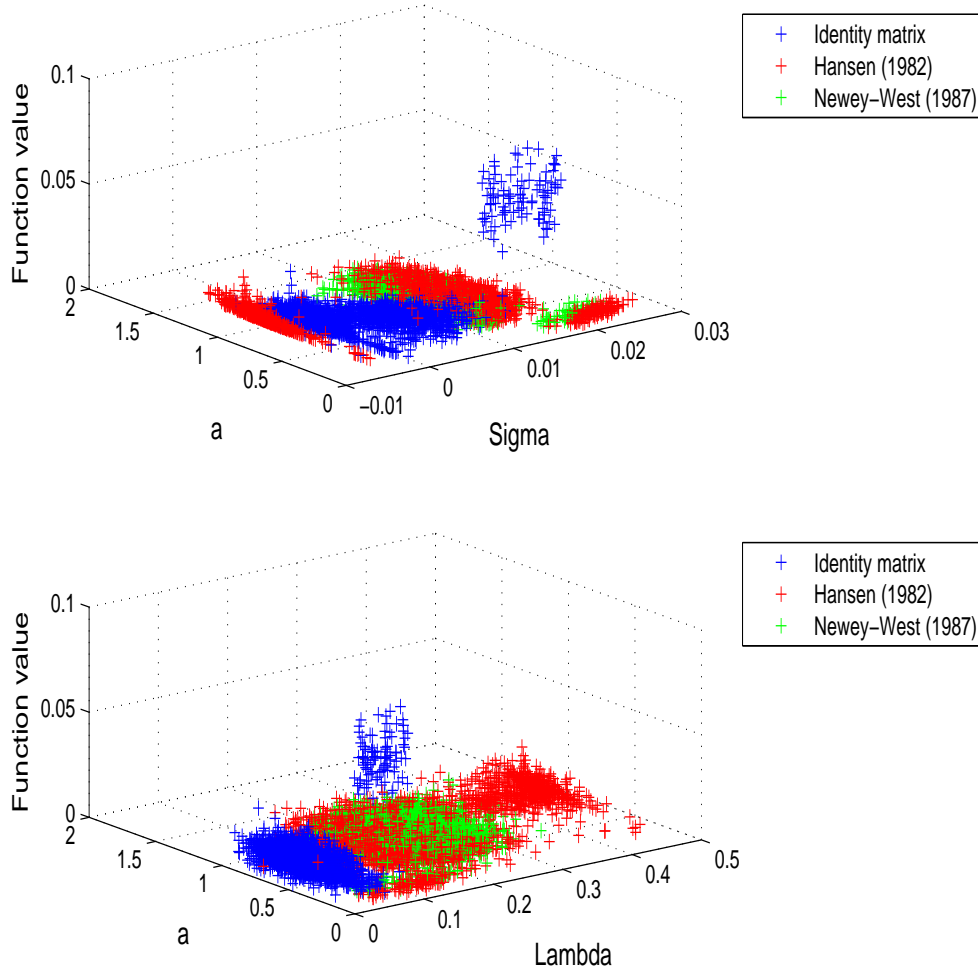 Identity matrix
Hansen (1982)
Newey−West (1987)
Function value
0.1
0.05
0
2
1.5
1
0.5
0
a
−0.01
0
0.01
0.02
0.03
Sigma
Identity matrix
Hansen (1982)
Newey−West (1987)
Function value
0.1
0.05
0
2
1.5
1
0.5
0
a
0
0.1
0.2
0.3
0.4
0.5
Lambda